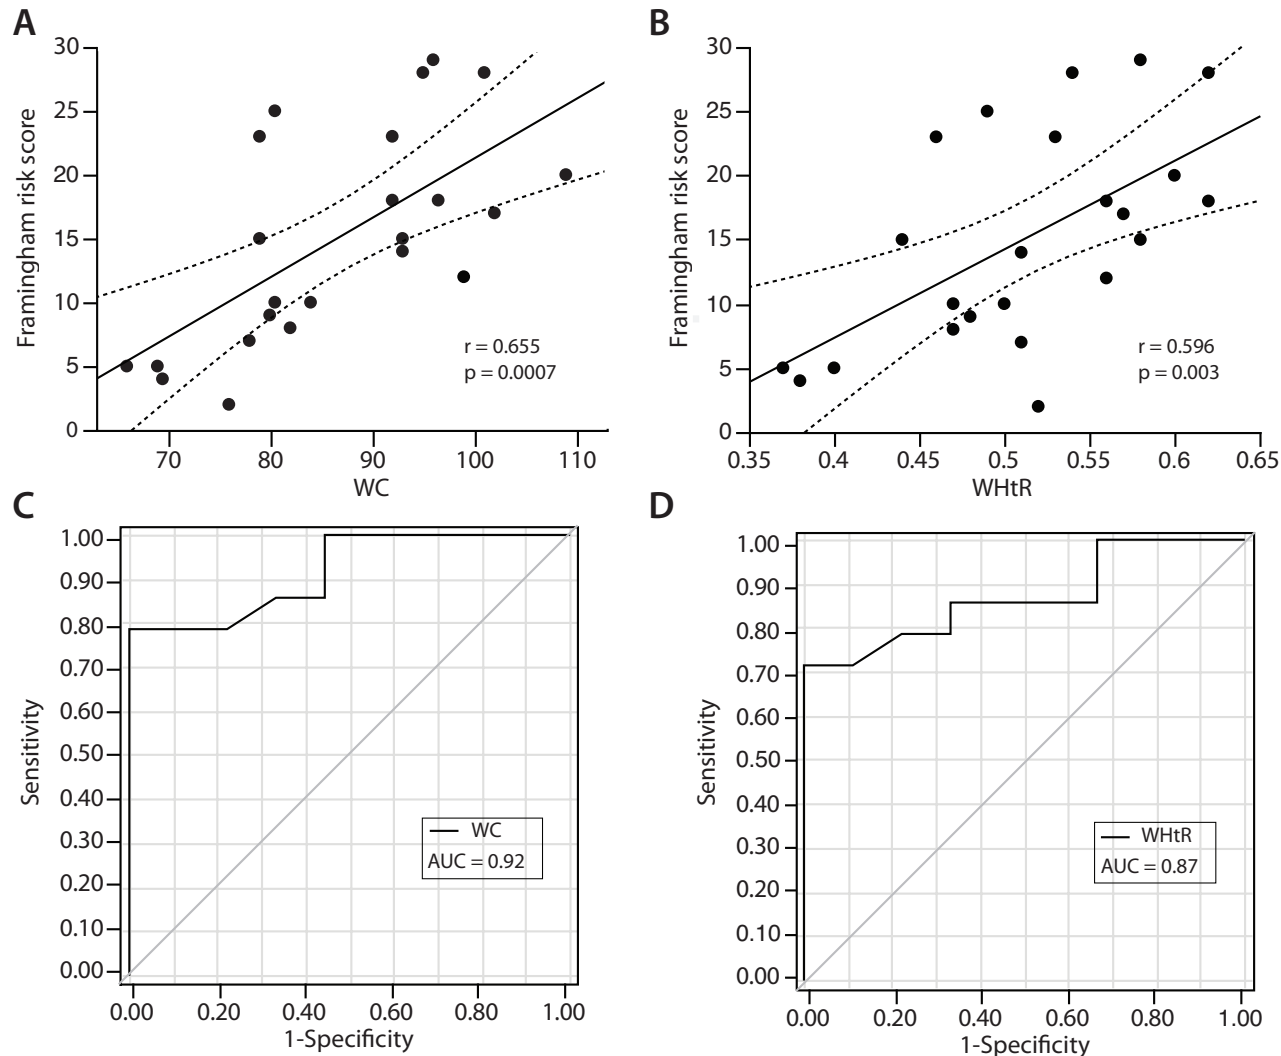 A
Framingham risk score
30
25
20
15
10
5
0
r = 0.655
p = 0.0007
70 80 90 100 110
WC
B
Framingham risk score
30
25
20
15
10
5
0
r = 0.596
p = 0.003
0.35 0.4 0.45 0.5 0.55 0.6 0.65
WHtR
C
Sensitivity
1.00
0.90
0.80
0.70
0.60
0.50
0.40
0.30
0.20
0.10
0.00
WC
AUC = 0.92
0.00 0.20 0.40 0.60 0.80 1.00
1-Specificity
D
Sensitivity
1.00
0.90
0.80
0.70
0.60
0.50
0.40
0.30
0.20
0.10
0.00
WHtR
AUC = 0.87
0.00 0.20 0.40 0.60 0.80 1.00
1-Specificity